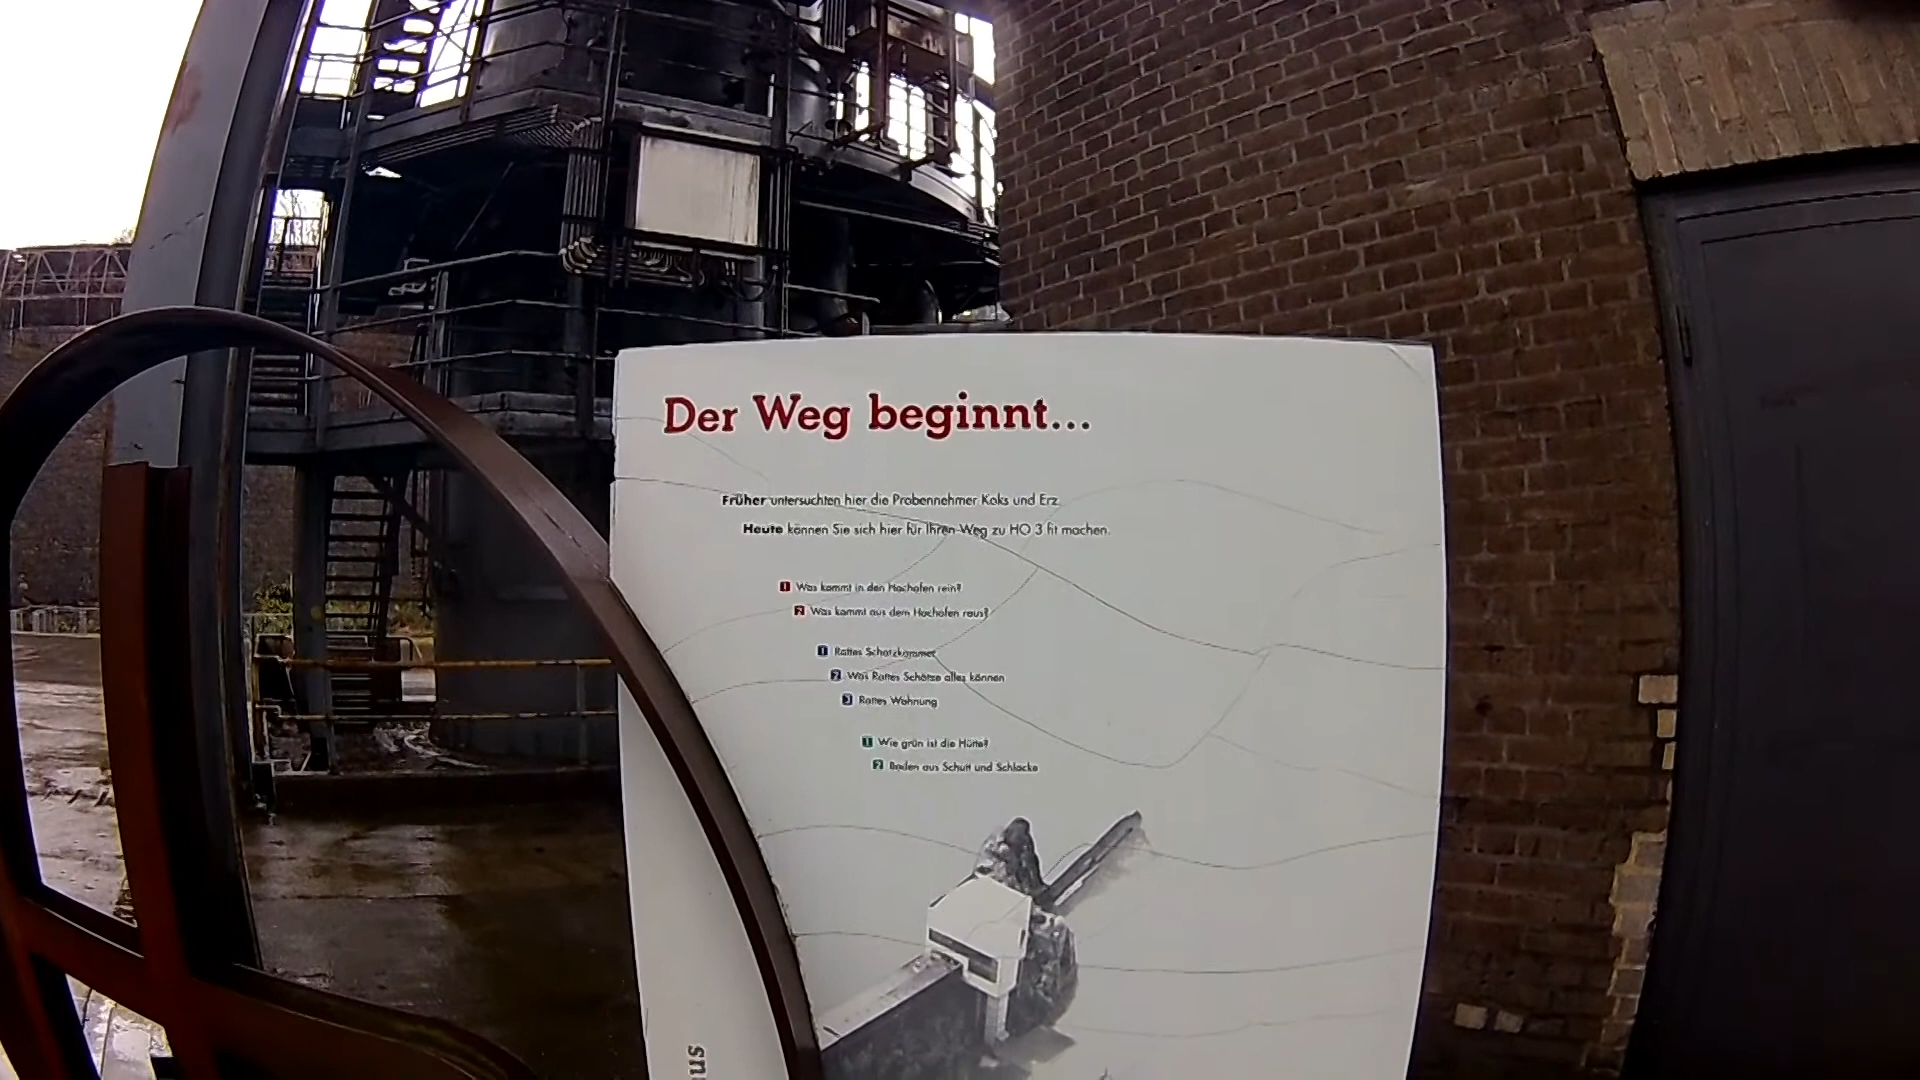 Der Weg beginnt...
Früher untersuchten hier die Probennehmer Koks und Erz.
Heute können Sie sich hier für Ihren Weg zu HO 3 fit machen.
1 Was kommt in den Hochofen rein?
2 Was kommt aus dem Hochofen raus?
1 Rattes Schatzkammer
2 Was Rattes Schätze alles können
3 Rattes Wohnung
1 Wie grün ist die Hütte?
2 Boden aus Schutt und Schlacke
us